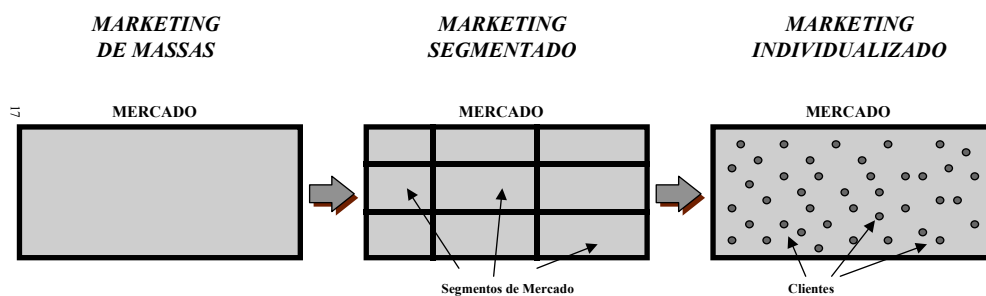 MARKETING
DE MASSAS
MARKETING
SEGMENTADO
MARKETING
INDIVIDUALIZADO
17
MERCADO
MERCADO
MERCADO
Segmentos de Mercado
Clientes